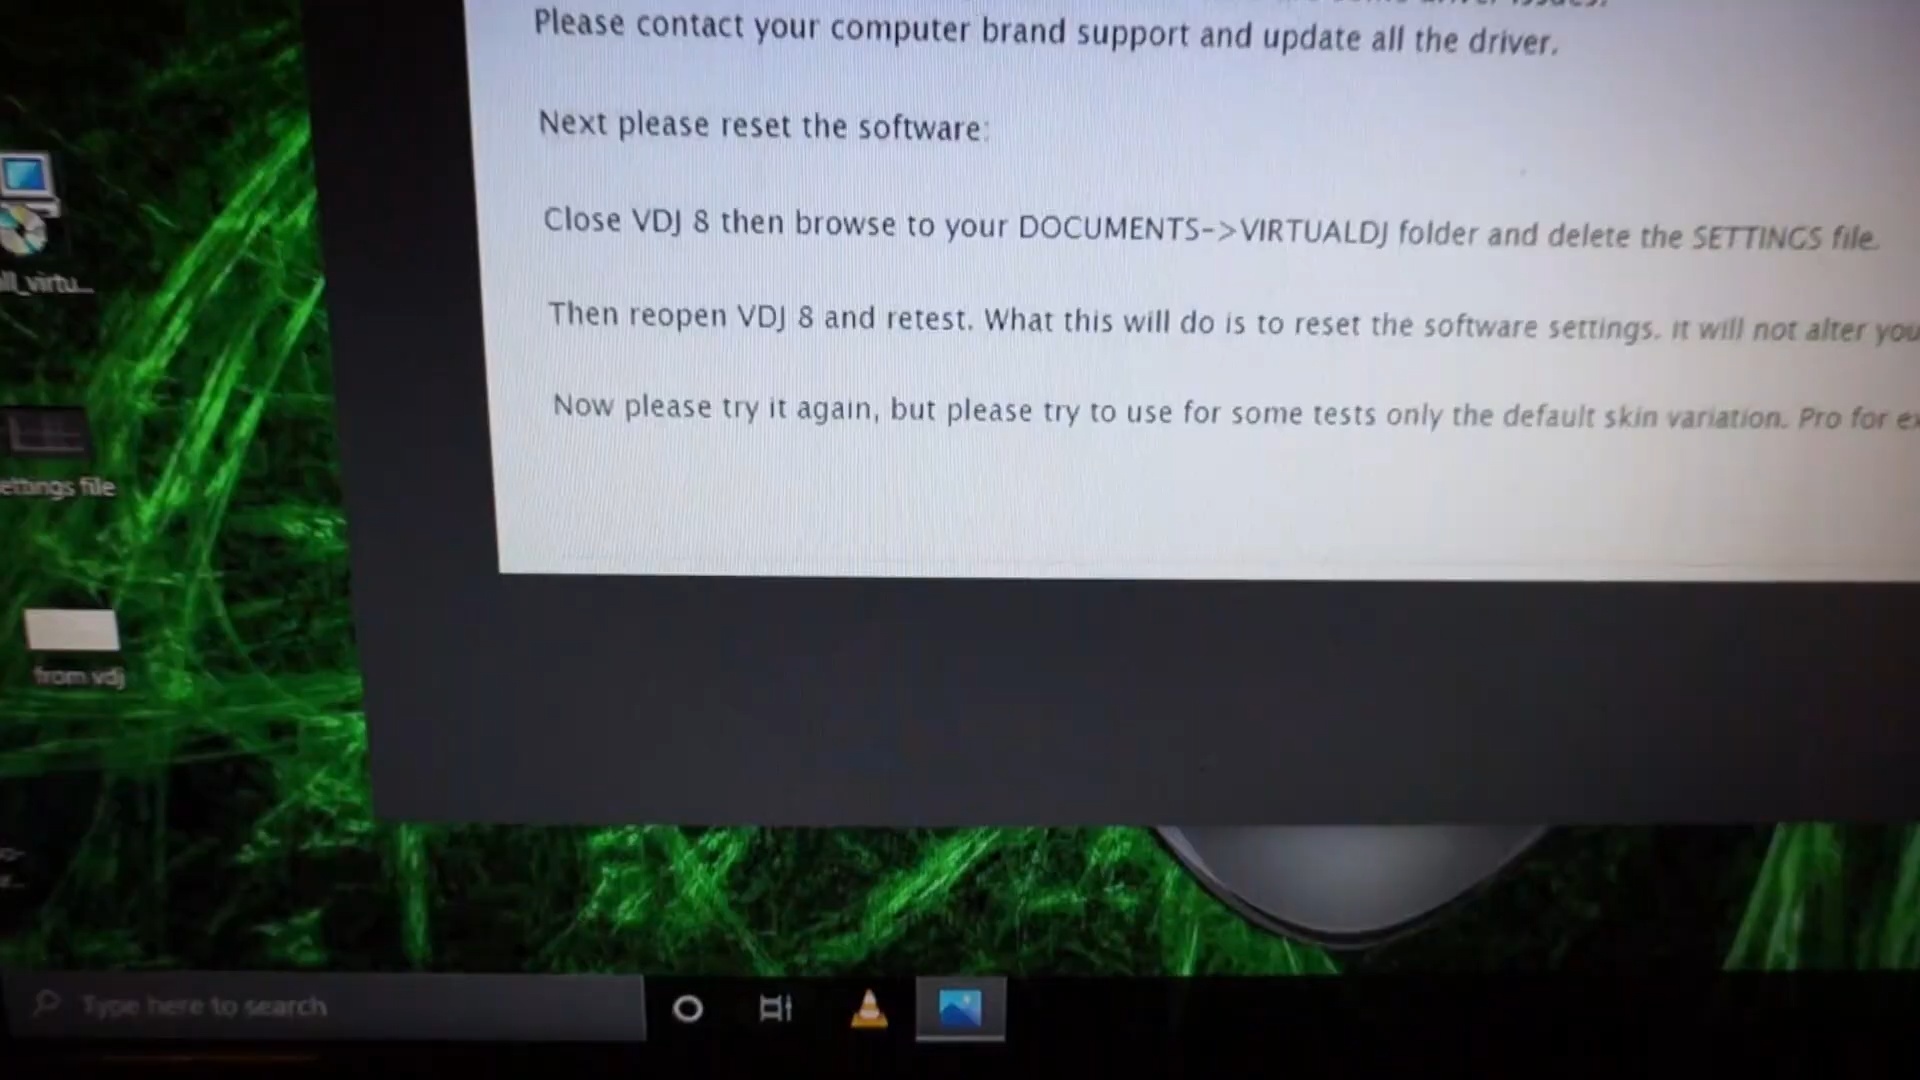 Please contact your computer brand support and update all the driver.
Next please reset the software:
Close VDJ 8 then browse to your DOCUMENTS->VIRTUALDJ folder and delete the SETTINGS file.
Then reopen VDJ 8 and retest. What this will do is to reset the software settings. it will not alter you
Now please try it again, but please try to use for some tests only the default skin variation. Pro for ex
ll_virtu...
ettings file
from vdj
Type here to search